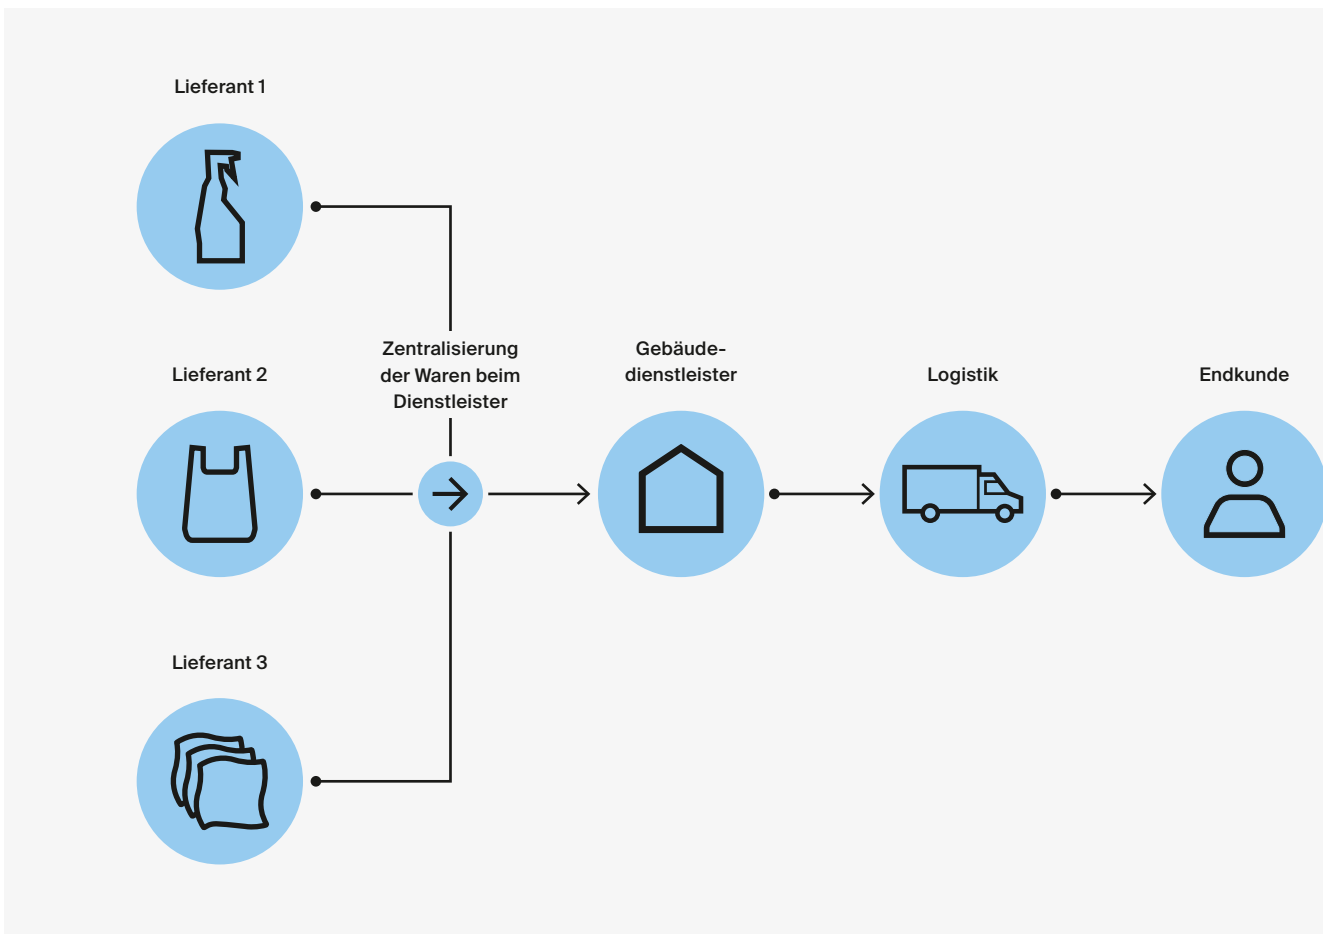 Lieferant 1
Lieferant 2
Zentralisierung
der Waren beim
Dienstleister
Gebäude-
dienstleister
Logistik
Endkunde
Lieferant 3